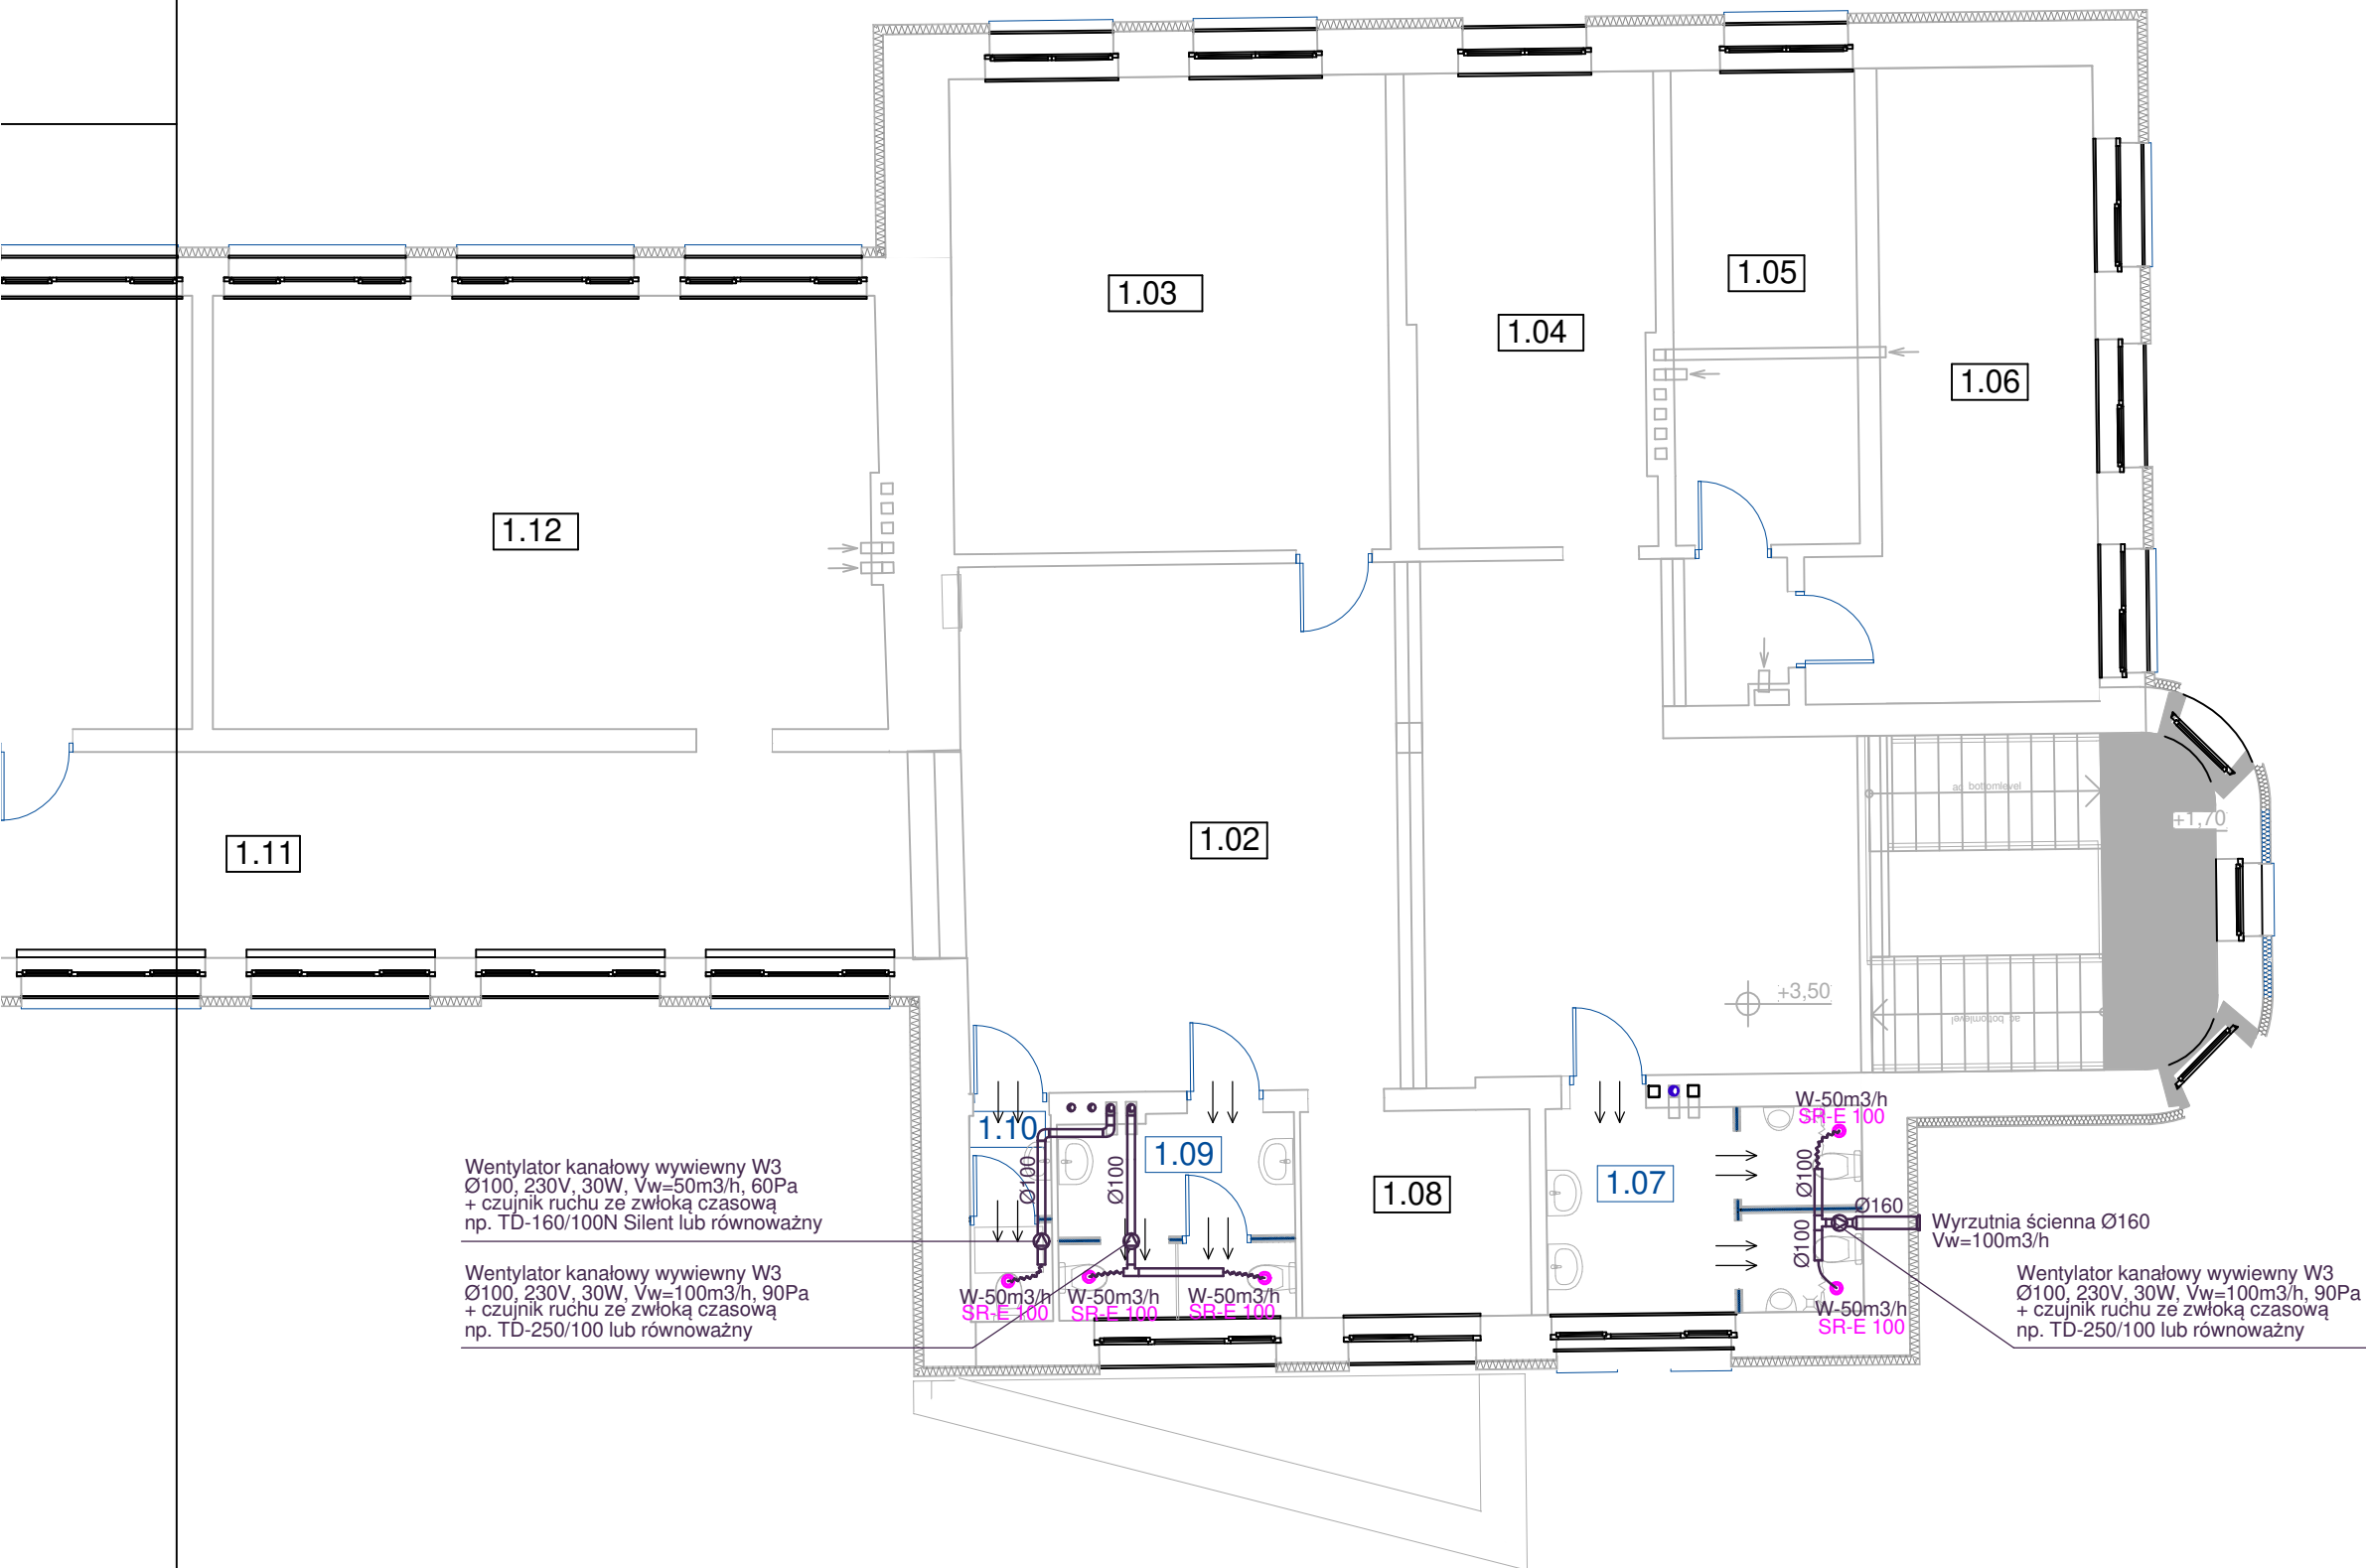 1.03
1.05
1.04
1.06
1.12
1.02
1.11
ad bottomlevel
+1,70
+3,50
ad bottomlevel
1.10
1.09
1.08
1.07
Ø100
Ø100
Ø100
Ø100
Ø160
W-50m3/h
SR-E 100
Wentylator kanałowy wywiewny W3
Ø100, 230V, 30W, Vw=50m3/h, 60Pa
+ czujnik ruchu ze zwłoką czasową
np. TD-160/100N Silent lub równoważny
Wyrzutnia ścienna Ø160
Vw=100m3/h
Wentylator kanałowy wywiewny W3
Ø100, 230V, 30W, Vw=100m3/h, 90Pa
+ czujnik ruchu ze zwłoką czasową
np. TD-250/100 lub równoważny
W-50m3/h
SR-E 100
W-50m3/h
SR-E 100
W-50m3/h
SR-E 100
W-50m3/h
SR-E 100
Wentylator kanałowy wywiewny W3
Ø100, 230V, 30W, Vw=100m3/h, 90Pa
+ czujnik ruchu ze zwłoką czasową
np. TD-250/100 lub równoważny